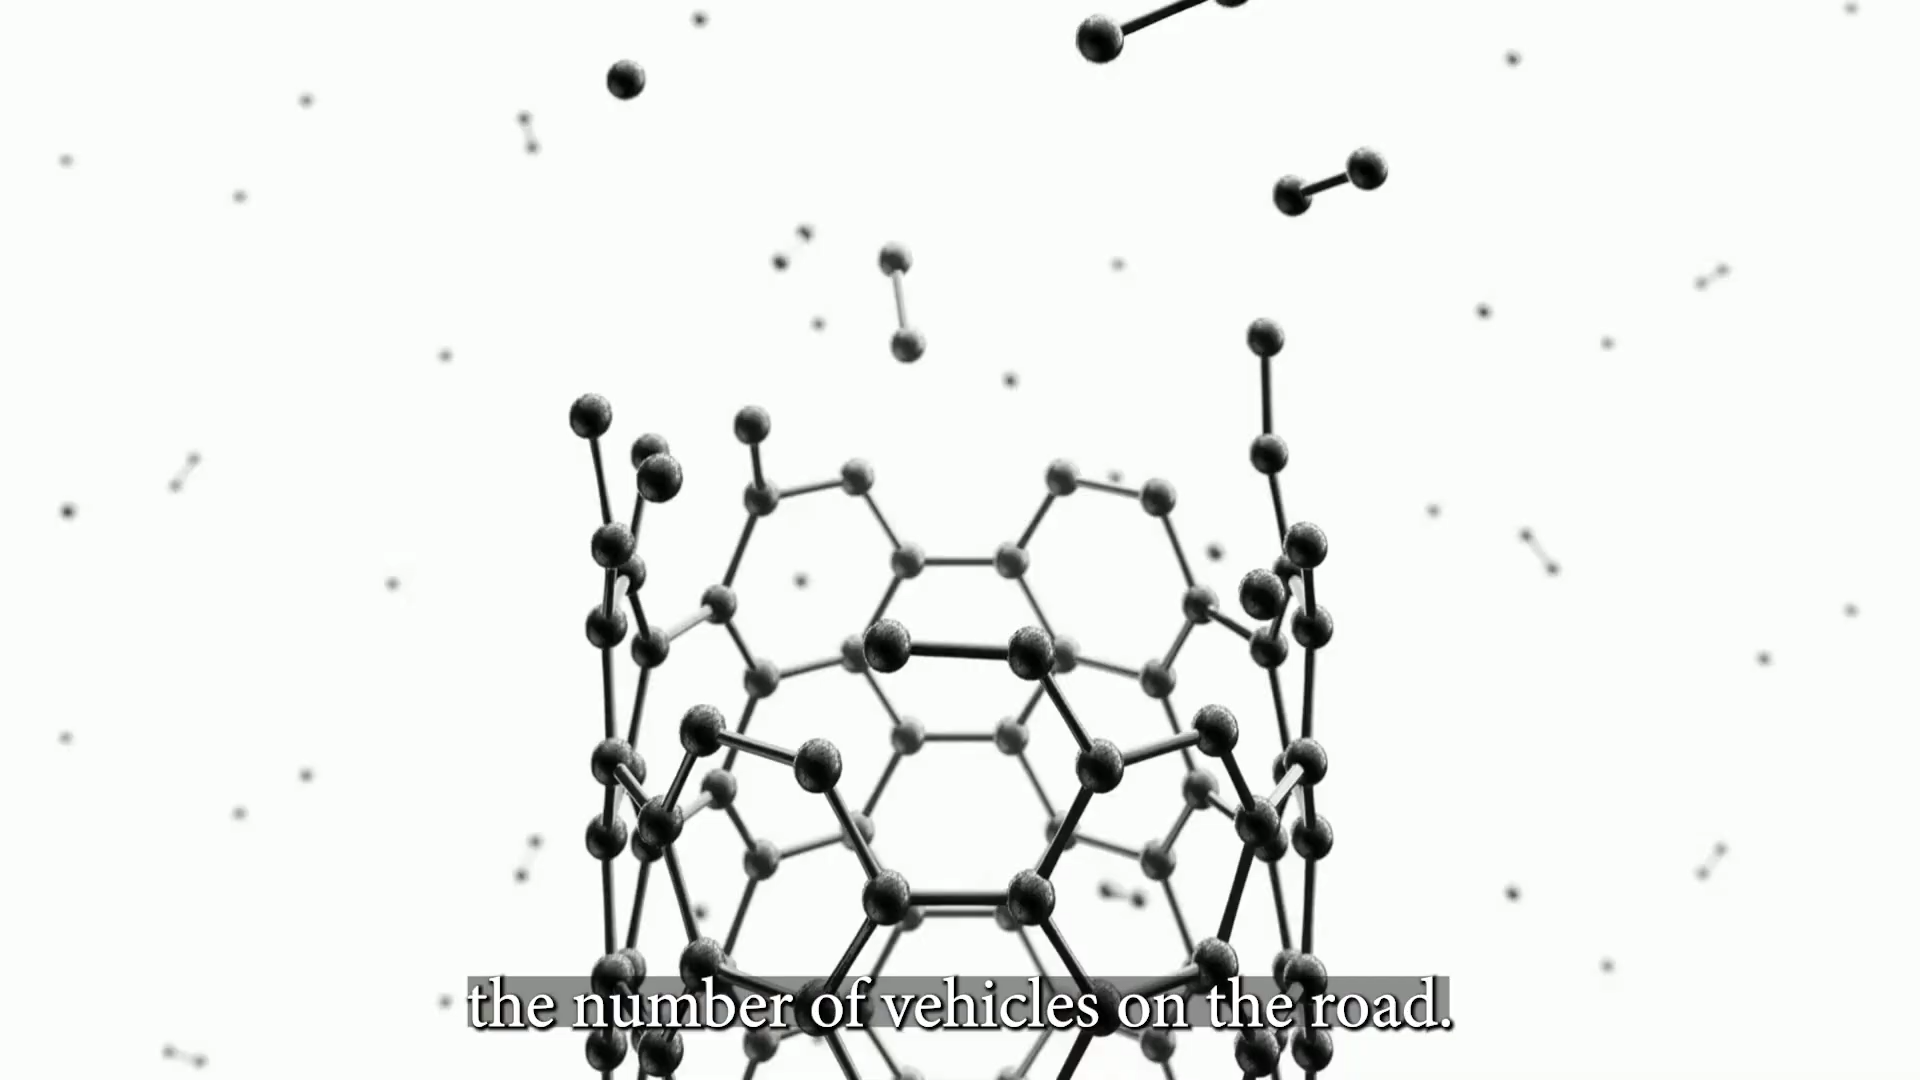 the number of vehicles on the road.